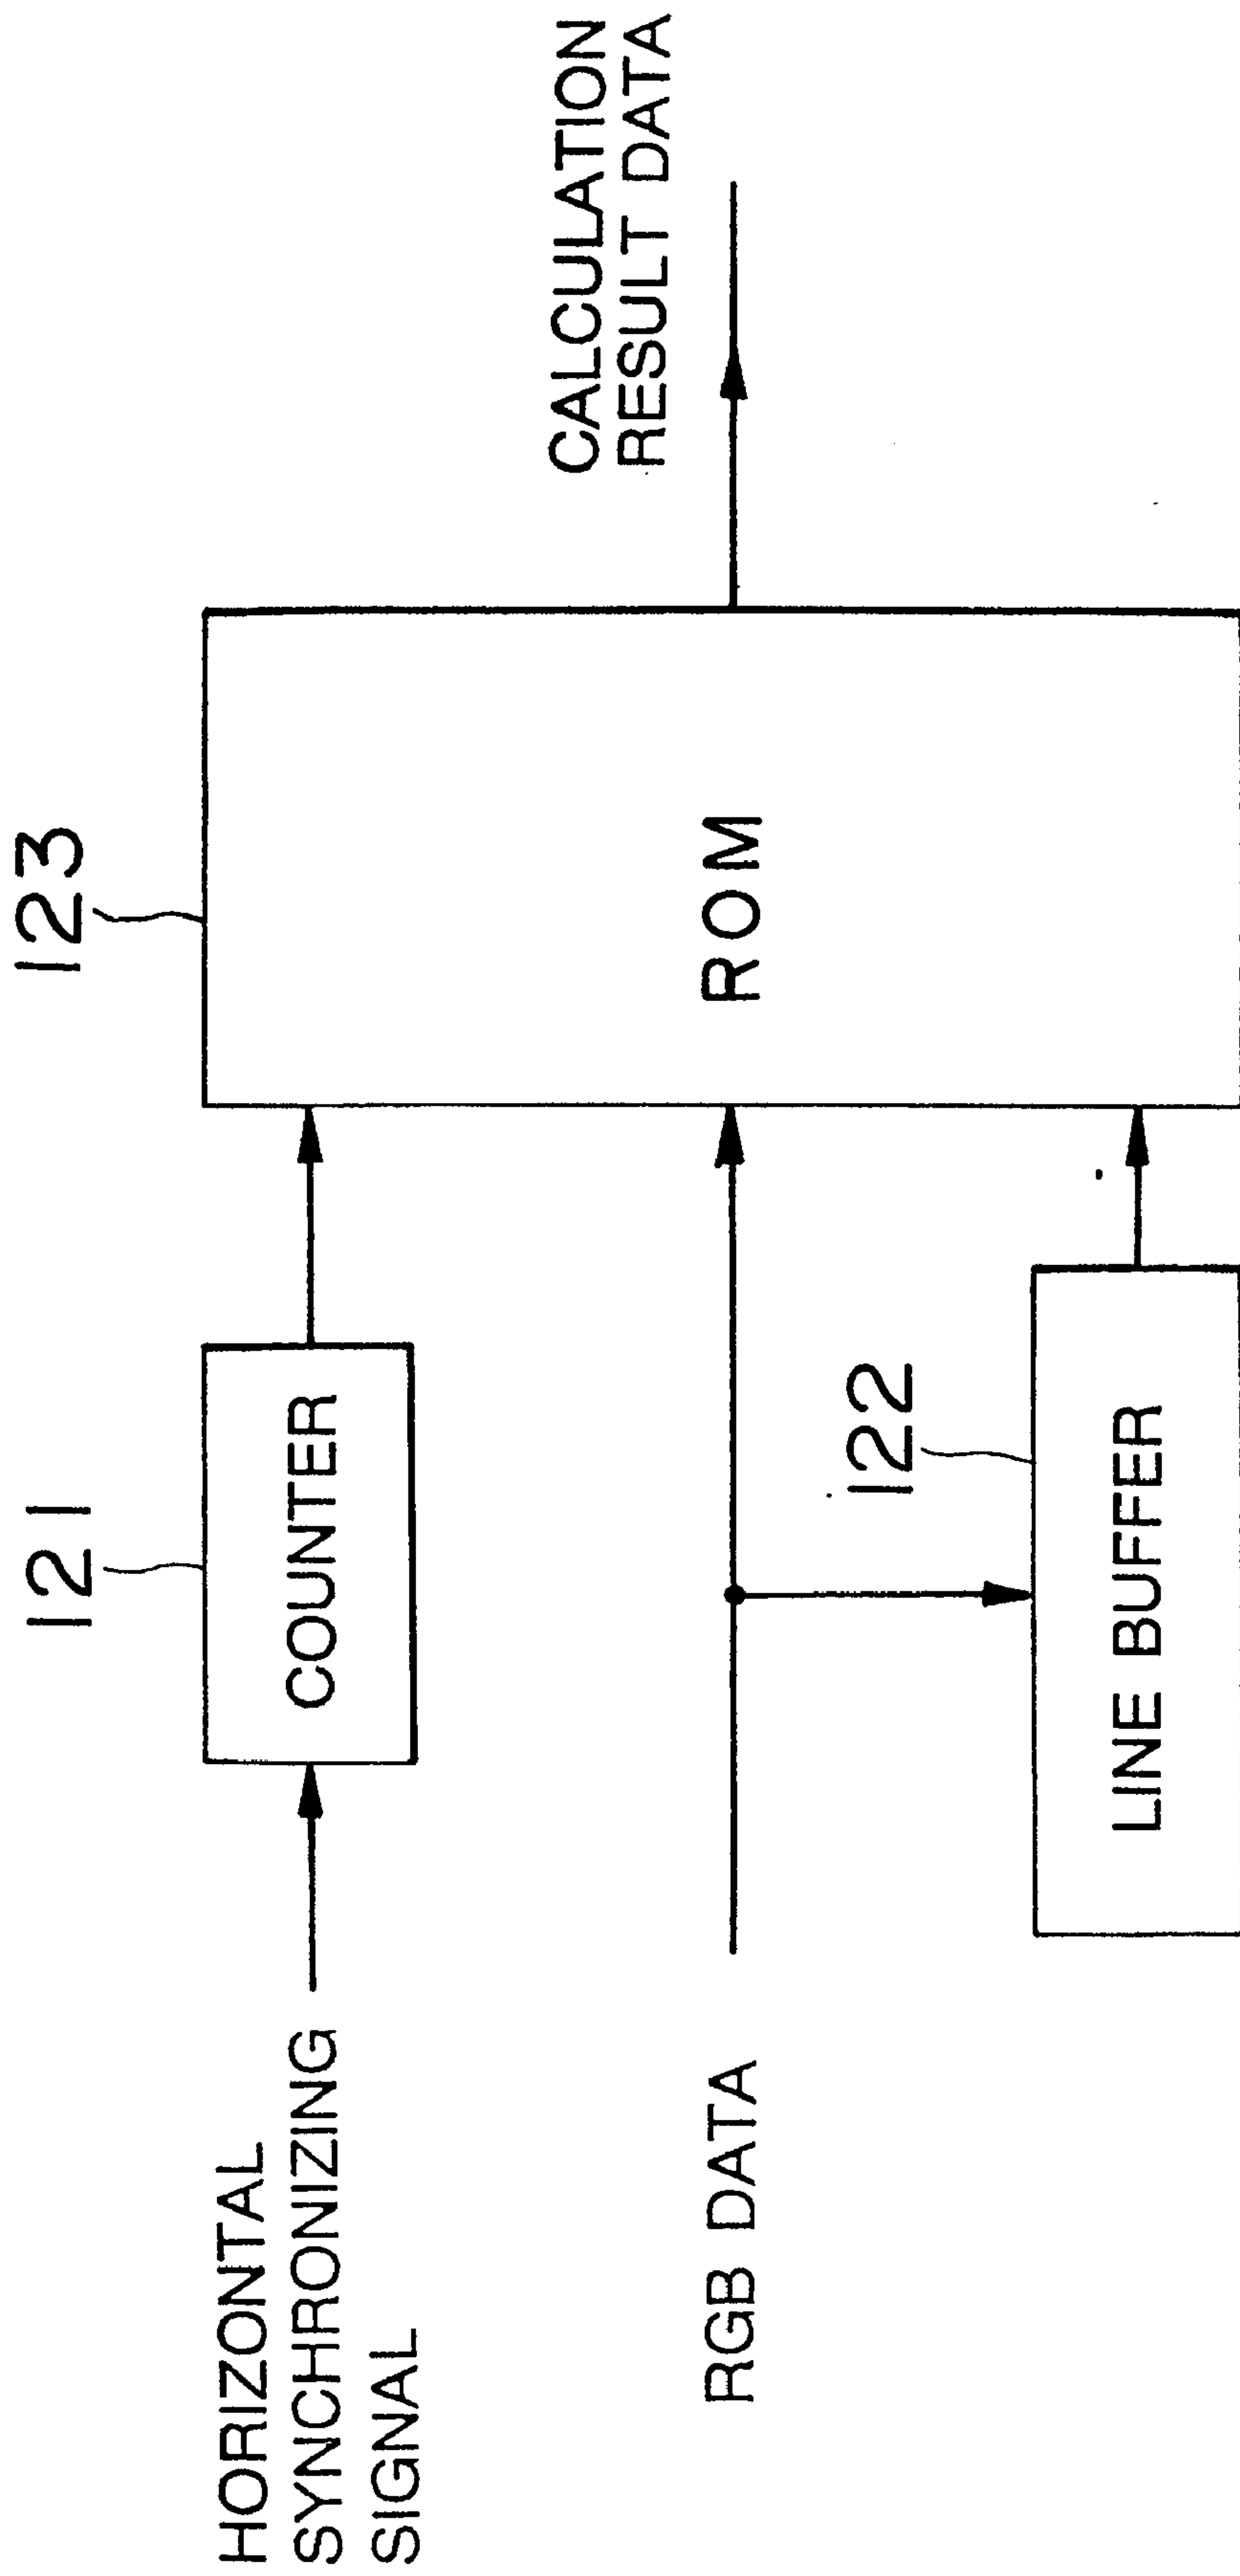 123
CALCULATION
RESULT DATA
121
HORIZONTAL
SYNCHRONIZING
SIGNAL
COUNTER
ROM
RGB DATA
122
LINE BUFFER